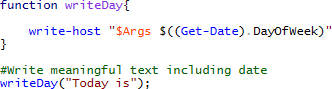 function writeDay{
write-host "$Args $((Get-Date).DayOfWeek)"
}
#Write meaningful text including date
writeDay("Today is");